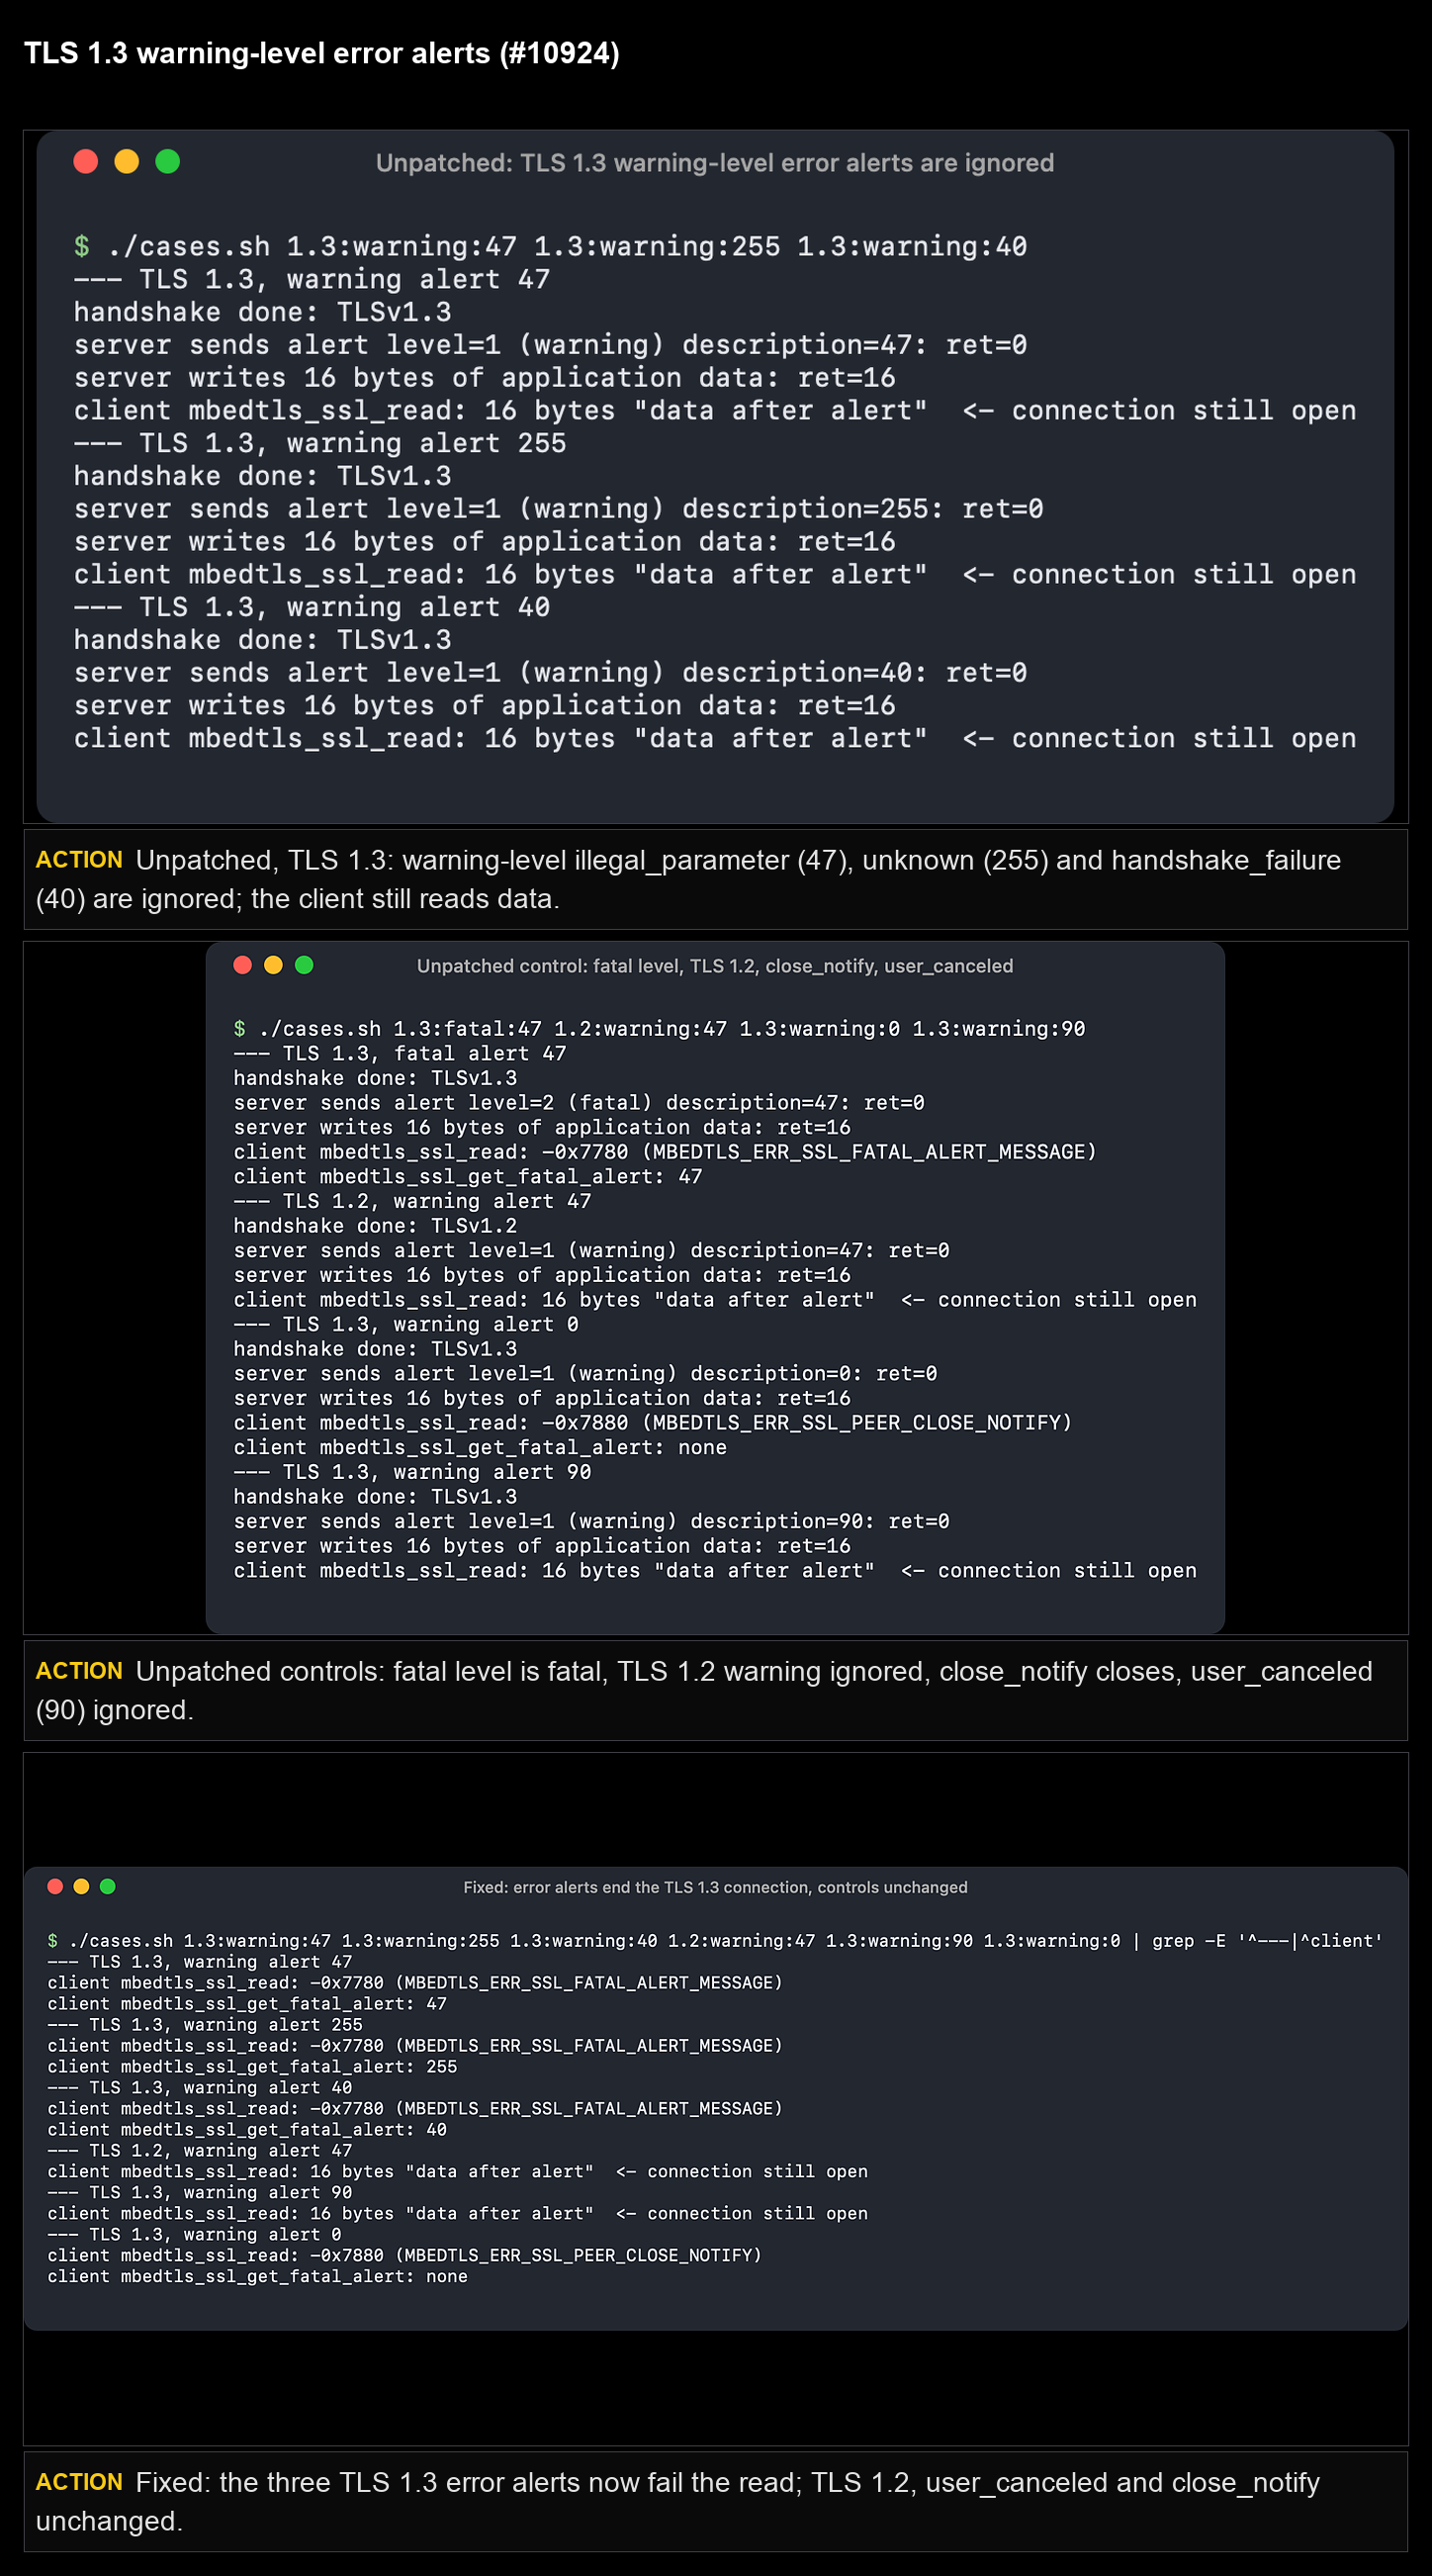 TLS 1.3 warning-level error alerts (#10924)
Unpatched: TLS 1.3 warning-level error alerts are ignored
$ ./cases.sh 1.3:warning:47 1.3:warning:255 1.3:warning:40
--- TLS 1.3, warning alert 47
handshake done: TLSv1.3
server sends alert level=1 (warning) description=47: ret=0
server writes 16 bytes of application data: ret=16
client mbedtls_ssl_read: 16 bytes "data after alert"  <- connection still open
--- TLS 1.3, warning alert 255
handshake done: TLSv1.3
server sends alert level=1 (warning) description=255: ret=0
server writes 16 bytes of application data: ret=16
client mbedtls_ssl_read: 16 bytes "data after alert"  <- connection still open
--- TLS 1.3, warning alert 40
handshake done: TLSv1.3
server sends alert level=1 (warning) description=40: ret=0
server writes 16 bytes of application data: ret=16
client mbedtls_ssl_read: 16 bytes "data after alert"  <- connection still open
ACTION Unpatched, TLS 1.3: warning-level illegal_parameter (47), unknown (255) and handshake_failure
(40) are ignored; the client still reads data.
Unpatched control: fatal level, TLS 1.2, close_notify, user_canceled
$ ./cases.sh 1.3:fatal:47 1.2:warning:47 1.3:warning:0 1.3:warning:90
--- TLS 1.3, fatal alert 47
handshake done: TLSv1.3
server sends alert level=2 (fatal) description=47: ret=0
server writes 16 bytes of application data: ret=16
client mbedtls_ssl_read: -0x7780 (MBEDTLS_ERR_SSL_FATAL_ALERT_MESSAGE)
client mbedtls_ssl_get_fatal_alert: 47
--- TLS 1.2, warning alert 47
handshake done: TLSv1.2
server sends alert level=1 (warning) description=47: ret=0
server writes 16 bytes of application data: ret=16
client mbedtls_ssl_read: 16 bytes "data after alert"  <- connection still open
--- TLS 1.3, warning alert 0
handshake done: TLSv1.3
server sends alert level=1 (warning) description=0: ret=0
server writes 16 bytes of application data: ret=16
client mbedtls_ssl_read: -0x7880 (MBEDTLS_ERR_SSL_PEER_CLOSE_NOTIFY)
client mbedtls_ssl_get_fatal_alert: none
--- TLS 1.3, warning alert 90
handshake done: TLSv1.3
server sends alert level=1 (warning) description=90: ret=0
server writes 16 bytes of application data: ret=16
client mbedtls_ssl_read: 16 bytes "data after alert"  <- connection still open
ACTION Unpatched controls: fatal level is fatal, TLS 1.2 warning ignored, close_notify closes, user_canceled
(90) ignored.
Fixed: error alerts end the TLS 1.3 connection, controls unchanged
$ ./cases.sh 1.3:warning:47 1.3:warning:255 1.3:warning:40 1.2:warning:47 1.3:warning:90 1.3:warning:0 | grep -E '^---|^client'
--- TLS 1.3, warning alert 47
client mbedtls_ssl_read: -0x7780 (MBEDTLS_ERR_SSL_FATAL_ALERT_MESSAGE)
client mbedtls_ssl_get_fatal_alert: 47
--- TLS 1.3, warning alert 255
client mbedtls_ssl_read: -0x7780 (MBEDTLS_ERR_SSL_FATAL_ALERT_MESSAGE)
client mbedtls_ssl_get_fatal_alert: 255
--- TLS 1.3, warning alert 40
client mbedtls_ssl_read: -0x7780 (MBEDTLS_ERR_SSL_FATAL_ALERT_MESSAGE)
client mbedtls_ssl_get_fatal_alert: 40
--- TLS 1.2, warning alert 47
client mbedtls_ssl_read: 16 bytes "data after alert"  <- connection still open
--- TLS 1.3, warning alert 90
client mbedtls_ssl_read: 16 bytes "data after alert"  <- connection still open
--- TLS 1.3, warning alert 0
client mbedtls_ssl_read: -0x7880 (MBEDTLS_ERR_SSL_PEER_CLOSE_NOTIFY)
client mbedtls_ssl_get_fatal_alert: none
ACTION Fixed: the three TLS 1.3 error alerts now fail the read; TLS 1.2, user_canceled and close_notify
unchanged.